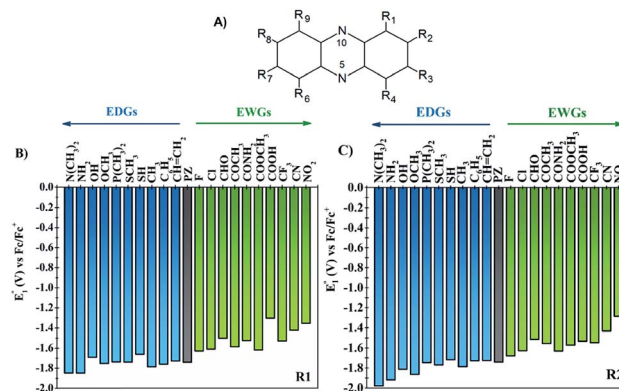 A)
R₉ R₁
R₈ N R₂
10
5
R₇ N R₃
R₆ R₄
EDGs EWGs
B)
N(CH₃)₂ NH₂ OH OCH₃ P(CH₃)₂ SCH₃ SH CH₃ C₆H₅ CH=CH₂ PZ F Cl CHO COCH₃ CONH₂ COOCH₃ COOH CF₃ CN NO₂
0.0
-0.2
-0.4
-0.6
-0.8
-1.0
-1.2
-1.4
-1.6
-1.8
-2.0
(V) vs Fc/Fc⁺
R1
EDGs EWGs
C)
N(CH₃)₂ NH₂ OH OCH₃ P(CH₃)₂ SCH₃ SH CH₃ C₆H₅ CH=CH₂ PZ F Cl CHO COCH₃ CONH₂ COOCH₃ COOH CF₃ CN NO₂
0.0
-0.2
-0.4
-0.6
-0.8
-1.0
-1.2
-1.4
-1.6
-1.8
-2.0
(V) vs Fc/Fc⁺
R2